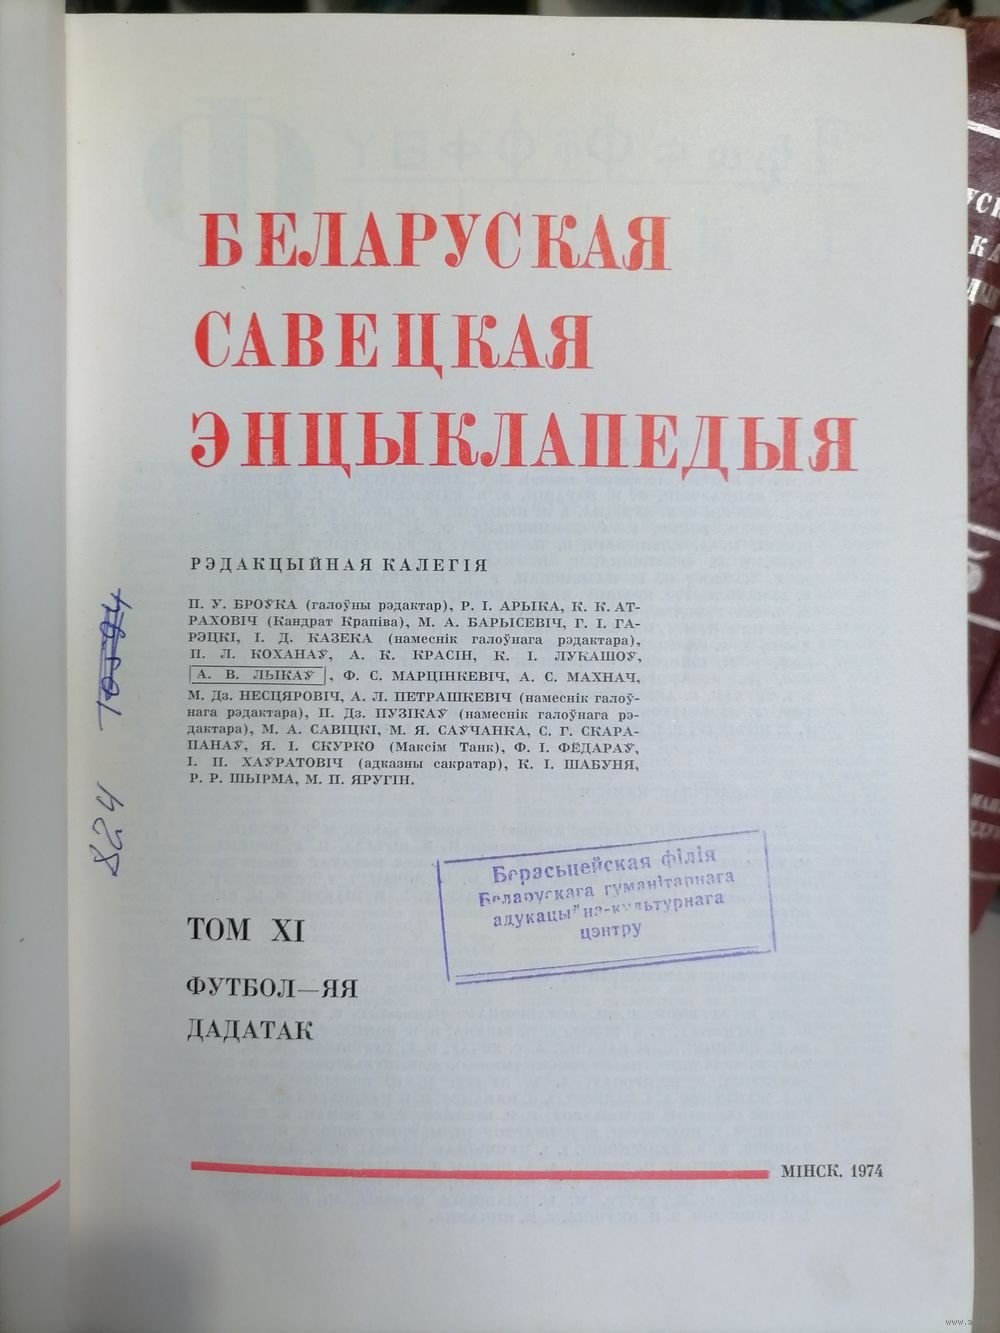 БЕЛАРУСКАЯ
САВЕЦКАЯ
ЭНЦЫКЛАПЕДЫЯ
РЭДАКЦЫЙНАЯ КАЛЕГІЯ
П. У. БРОЎКА (галоўны рэдактар), Р. І. АРЫКА, К. К. АТ-
РАХОВІЧ (Кандрат Крапіва), М. А. БАРЫСЕВІЧ, Г. І. ГА-
РЭЦКІ, І. Д. КАЗЕКА (намеснік галоўнага рэдактара),
П. Л. КОХАНАЎ, А. К. КРАСІН, К. І. ЛУКАШОЎ,
А. В. ЛЫКАЎ, Ф. С. МАРЦІНКЕВІЧ, А. С. МАХНАЧ,
М. Дз. НЕСЦЯРОВІЧ, А. Л. ПЕТРАШКЕВІЧ (намеснік галоў-
нага рэдактара), П. Дз. ПУЗІКАЎ (намеснік галоўнага рэ-
дактара), М. А. САВІЦКІ, М. Я. САЎЧАНКА, С. Г. СКАРА-
ПАНАЎ, Я. І. СКУРКО (Максім Танк), Ф. І. ФЁДАРАЎ,
І. П. ХАЎРАТОВІЧ (адказны сакратар), К. І. ШАБУНЯ,
Р. Р. ШЫРМА, М. П. ЯРУГІН.
824
Берасьцейская філія
Беларускага гуманітарнага
адукацыйна-культурнага
цэнтру
ТОМ XI
ФУТБОЛ—ЯЯ
ДАДАТАК
МІНСК. 1974